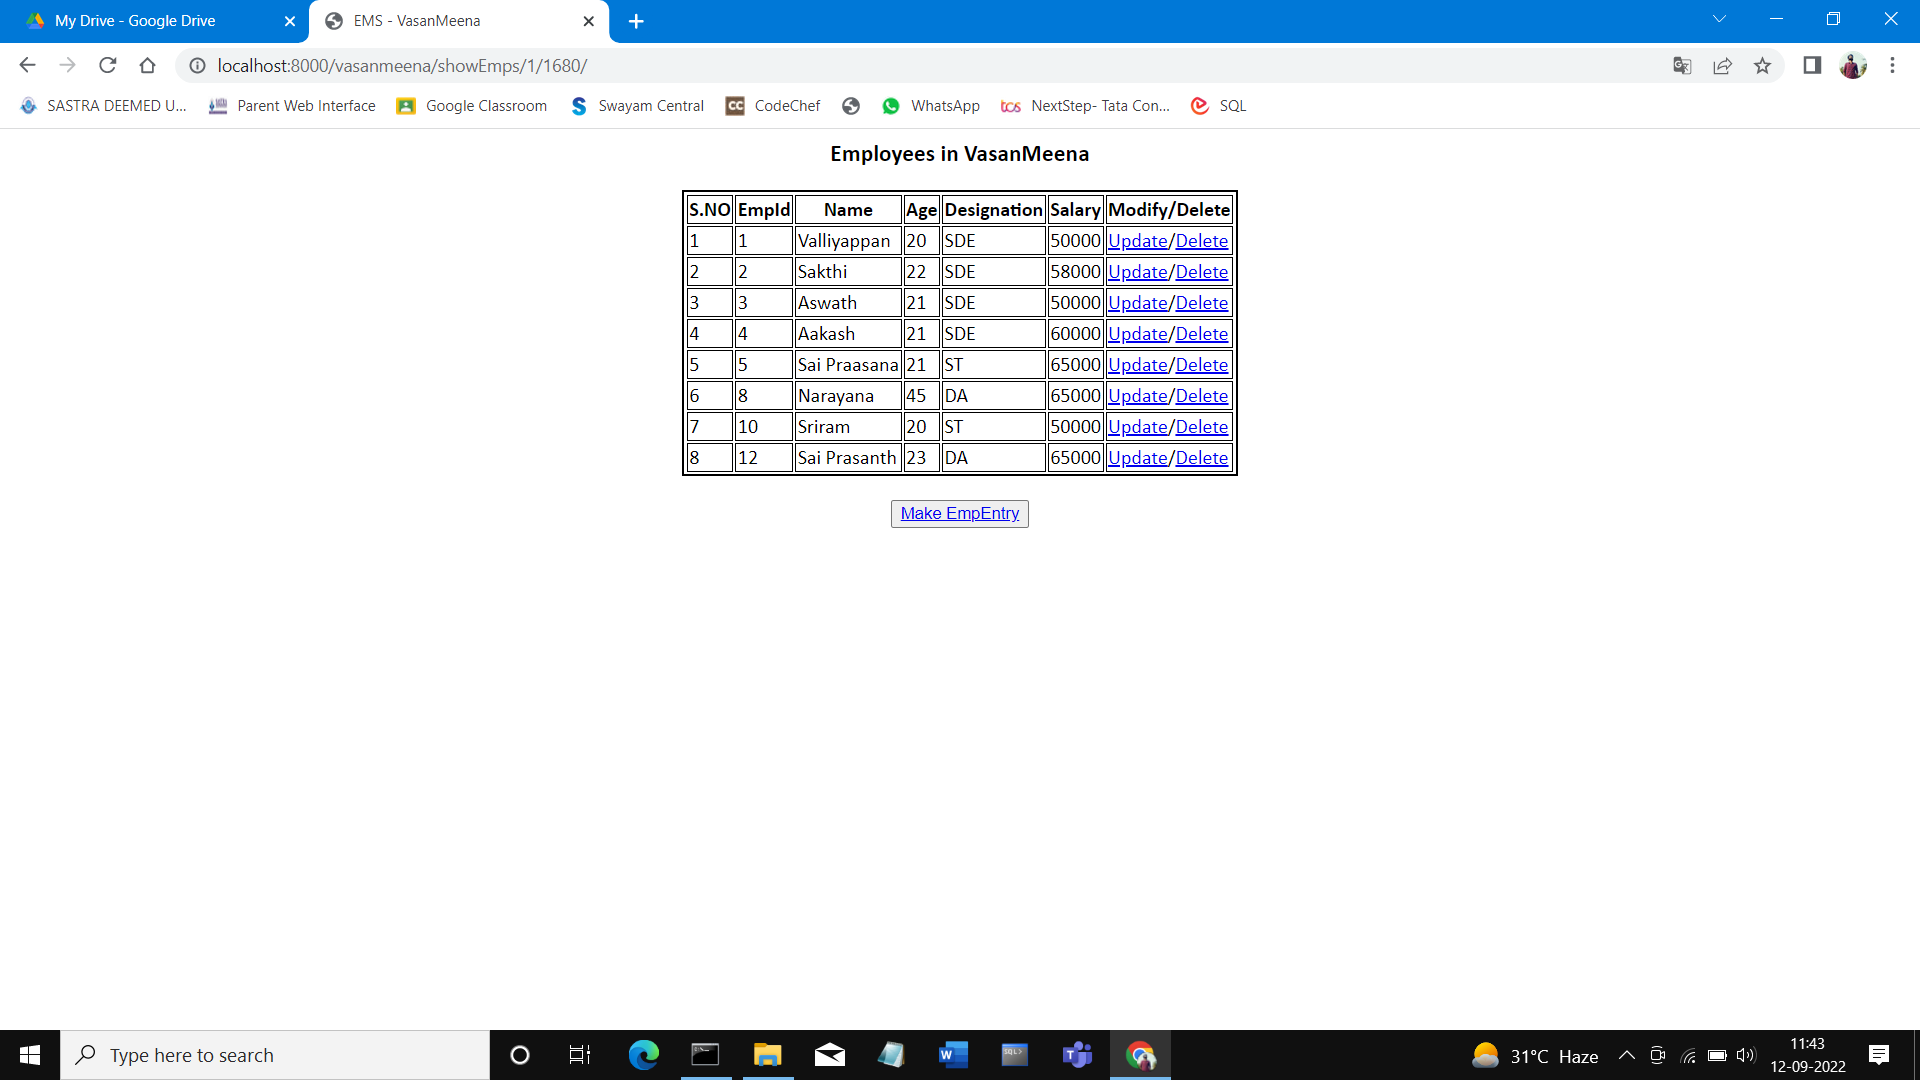 My Drive - Google Drive
EMS - VasanMeena
localhost:8000/vasanmeena/showEmps/1/1680/
SASTRA DEEMED U... Parent Web Interface Google Classroom Swayam Central CC CodeChef WhatsApp tcs NextStep- Tata Con... SQL
Employees in VasanMeena
S.NO EmpId Name Age Designation Salary Modify/Delete
1 1 Valliyappan 20 SDE 50000 Update/Delete
2 2 Sakthi 22 SDE 58000 Update/Delete
3 3 Aswath 21 SDE 50000 Update/Delete
4 4 Aakash 21 SDE 60000 Update/Delete
5 5 Sai Praasana 21 ST 65000 Update/Delete
6 8 Narayana 45 DA 65000 Update/Delete
7 10 Sriram 20 ST 50000 Update/Delete
8 12 Sai Prasanth 23 DA 65000 Update/Delete
Make EmpEntry
Type here to search
31°C Haze
11:43
12-09-2022